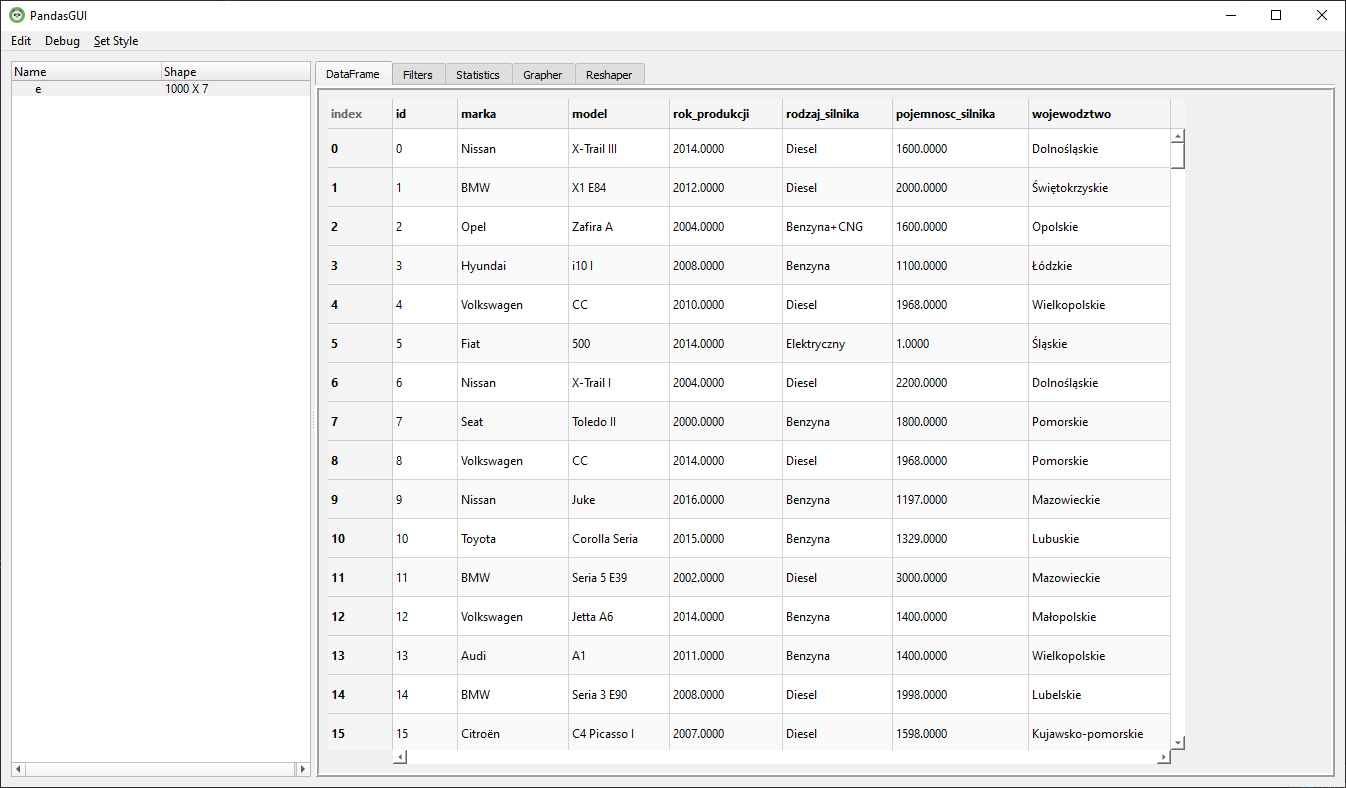 PandasGUI
Edit Debug Set Style
Name Shape
e 1000 X 7
DataFrame Filters Statistics Grapher Reshaper
index id marka model rok_produkcji rodzaj_silnika pojemnosc_silnika wojewodztwo
0 0 Nissan X-Trail III 2014.0000 Diesel 1600.0000 Dolnośląskie
1 1 BMW X1 E84 2012.0000 Diesel 2000.0000 Świętokrzyskie
2 2 Opel Zafira A 2004.0000 Benzyna+CNG 1600.0000 Opolskie
3 3 Hyundai i10 I 2008.0000 Benzyna 1100.0000 Łódzkie
4 4 Volkswagen CC 2010.0000 Diesel 1968.0000 Wielkopolskie
5 5 Fiat 500 2014.0000 Elektryczny 1.0000 Śląskie
6 6 Nissan X-Trail I 2004.0000 Diesel 2200.0000 Dolnośląskie
7 7 Seat Toledo II 2000.0000 Benzyna 1800.0000 Pomorskie
8 8 Volkswagen CC 2014.0000 Diesel 1968.0000 Pomorskie
9 9 Nissan Juke 2016.0000 Benzyna 1197.0000 Mazowieckie
10 10 Toyota Corolla Seria 2015.0000 Benzyna 1329.0000 Lubuskie
11 11 BMW Seria 5 E39 2002.0000 Diesel 3000.0000 Mazowieckie
12 12 Volkswagen Jetta A6 2014.0000 Benzyna 1400.0000 Małopolskie
13 13 Audi A1 2011.0000 Benzyna 1400.0000 Wielkopolskie
14 14 BMW Seria 3 E90 2008.0000 Diesel 1998.0000 Lubelskie
15 15 Citroën C4 Picasso I 2007.0000 Diesel 1598.0000 Kujawsko-pomorskie